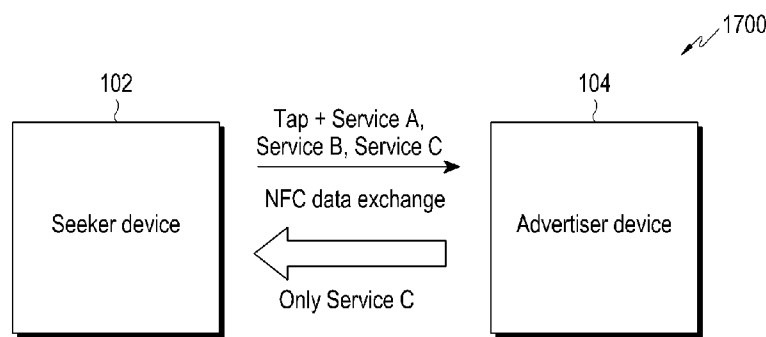 1700
102
104
Tap + Service A,
Service B, Service C
NFC data exchange
Seeker device
Advertiser device
Only Service C